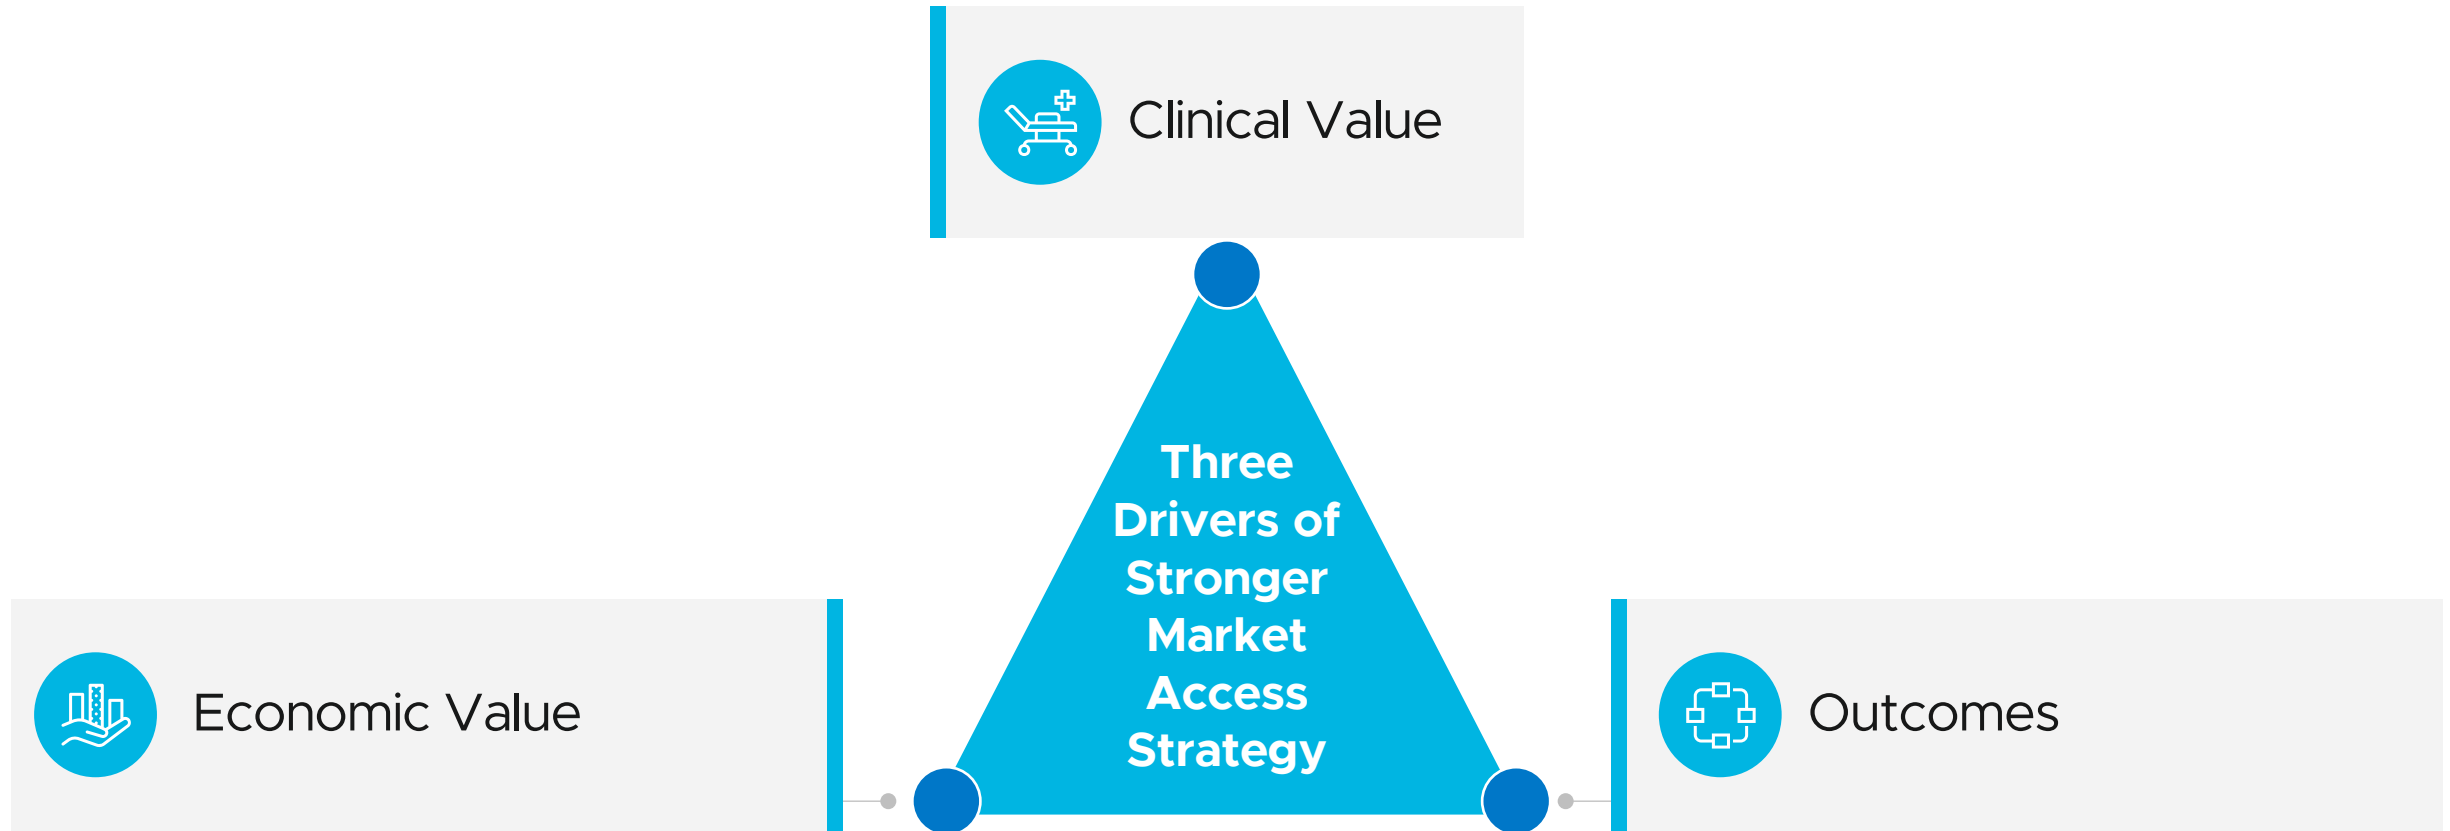 Clinical Value
Three
Drivers of
Stronger
Market
Access
Strategy
Economic Value
Outcomes